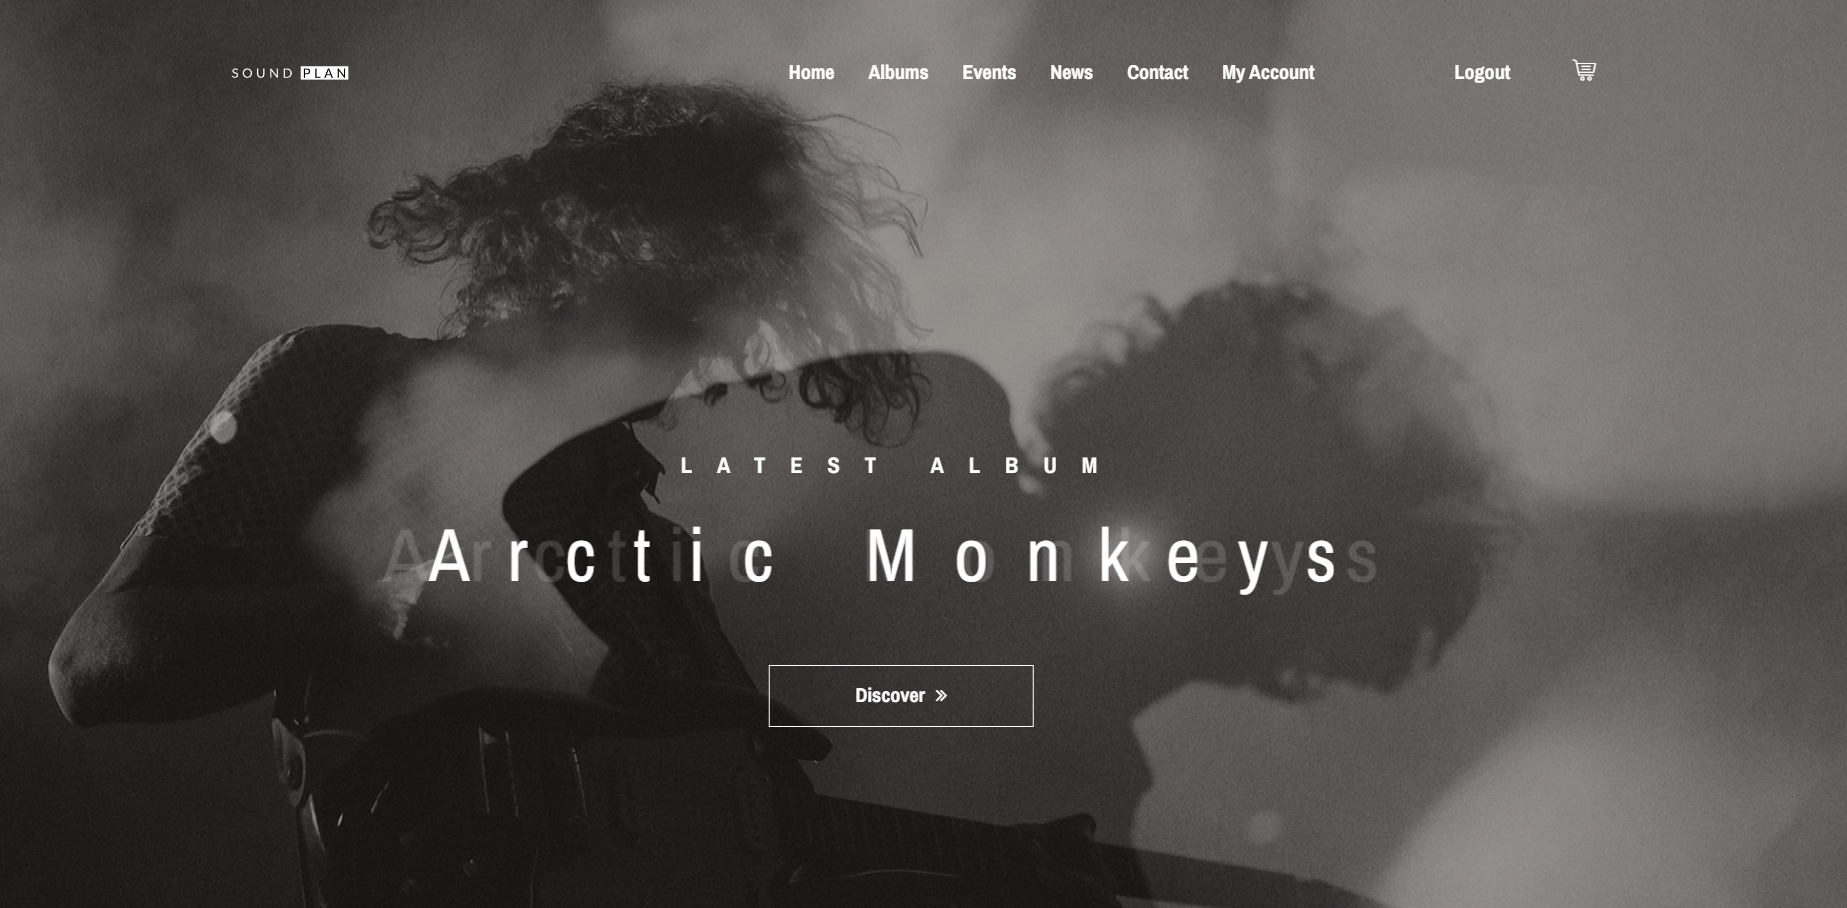 SOUND PLAN
Home Albums Events News Contact My Account Logout
LATEST ALBUM
Arctic Monkeys
Discover »